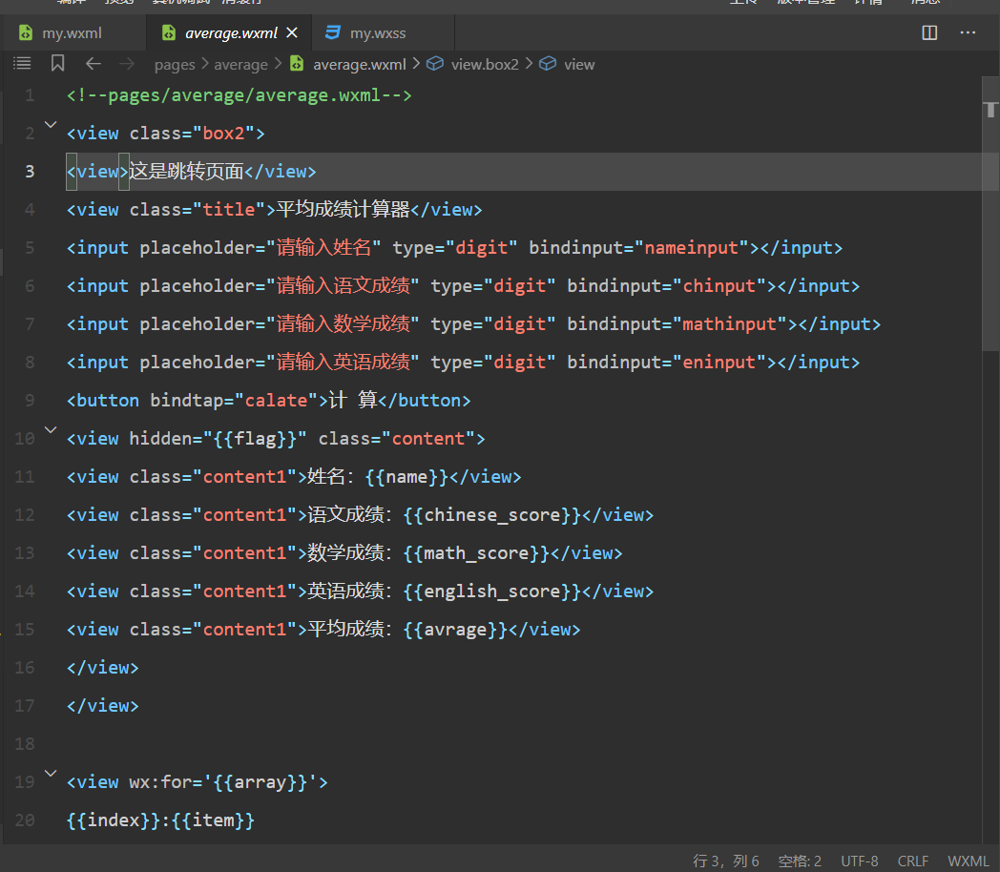 my.wxml average.wxml my.wxss
pages average average.wxml view.box2 view
1 <!--pages/average/average.wxml-->
2 <view class="box2">
3 <view>这是跳转页面</view>
4 <view class="title">平均成绩计算器</view>
5 <input placeholder="请输入姓名" type="digit" bindinput="nameinput"></input>
6 <input placeholder="请输入语文成绩" type="digit" bindinput="chinput"></input>
7 <input placeholder="请输入数学成绩" type="digit" bindinput="mathinput"></input>
8 <input placeholder="请输入英语成绩" type="digit" bindinput="eninput"></input>
9 <button bindtap="calate">计 算</button>
10 <view hidden="{{flag}}" class="content">
11 <view class="content1">姓名：{{name}}</view>
12 <view class="content1">语文成绩：{{chinese_score}}</view>
13 <view class="content1">数学成绩：{{math_score}}</view>
14 <view class="content1">英语成绩：{{english_score}}</view>
15 <view class="content1">平均成绩：{{avrage}}</view>
16 </view>
17 </view>
18
19 <view wx:for='{{array}}'>
20 {{index}}:{{item}}
行 3，列 6 空格: 2 UTF-8 CRLF WXML